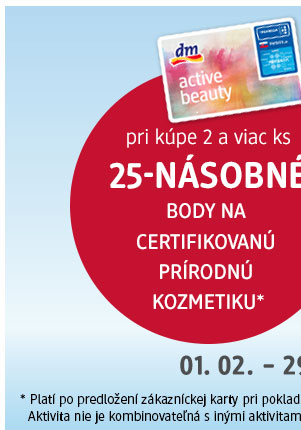 dm
active
beauty
pri kúpe 2 a viac ks
25-NÁSOBNÉ
BODY NA
CERTIFIKOVANÚ
PRÍRODNÚ
KOZMETIKU*
01. 02. – 29
* Platí po predložení zákazníckej karty pri poklad
Aktivita nie je kombinovateľná s inými aktivitam